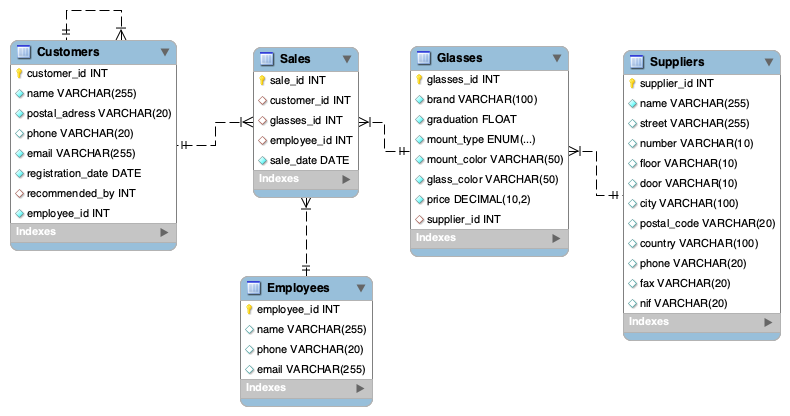 Customers
customer_id INT
name VARCHAR(255)
postal_adress VARCHAR(20)
phone VARCHAR(20)
email VARCHAR(255)
registration_date DATE
recommended_by INT
employee_id INT
Indexes
Sales
sale_id INT
customer_id INT
glasses_id INT
employee_id INT
sale_date DATE
Indexes
Glasses
glasses_id INT
brand VARCHAR(100)
graduation FLOAT
mount_type ENUM(...)
mount_color VARCHAR(50)
glass_color VARCHAR(50)
price DECIMAL(10,2)
supplier_id INT
Indexes
Suppliers
supplier_id INT
name VARCHAR(255)
street VARCHAR(255)
number VARCHAR(10)
floor VARCHAR(10)
door VARCHAR(10)
city VARCHAR(100)
postal_code VARCHAR(20)
country VARCHAR(100)
phone VARCHAR(20)
fax VARCHAR(20)
nif VARCHAR(20)
Indexes
Employees
employee_id INT
name VARCHAR(255)
phone VARCHAR(20)
email VARCHAR(255)
Indexes